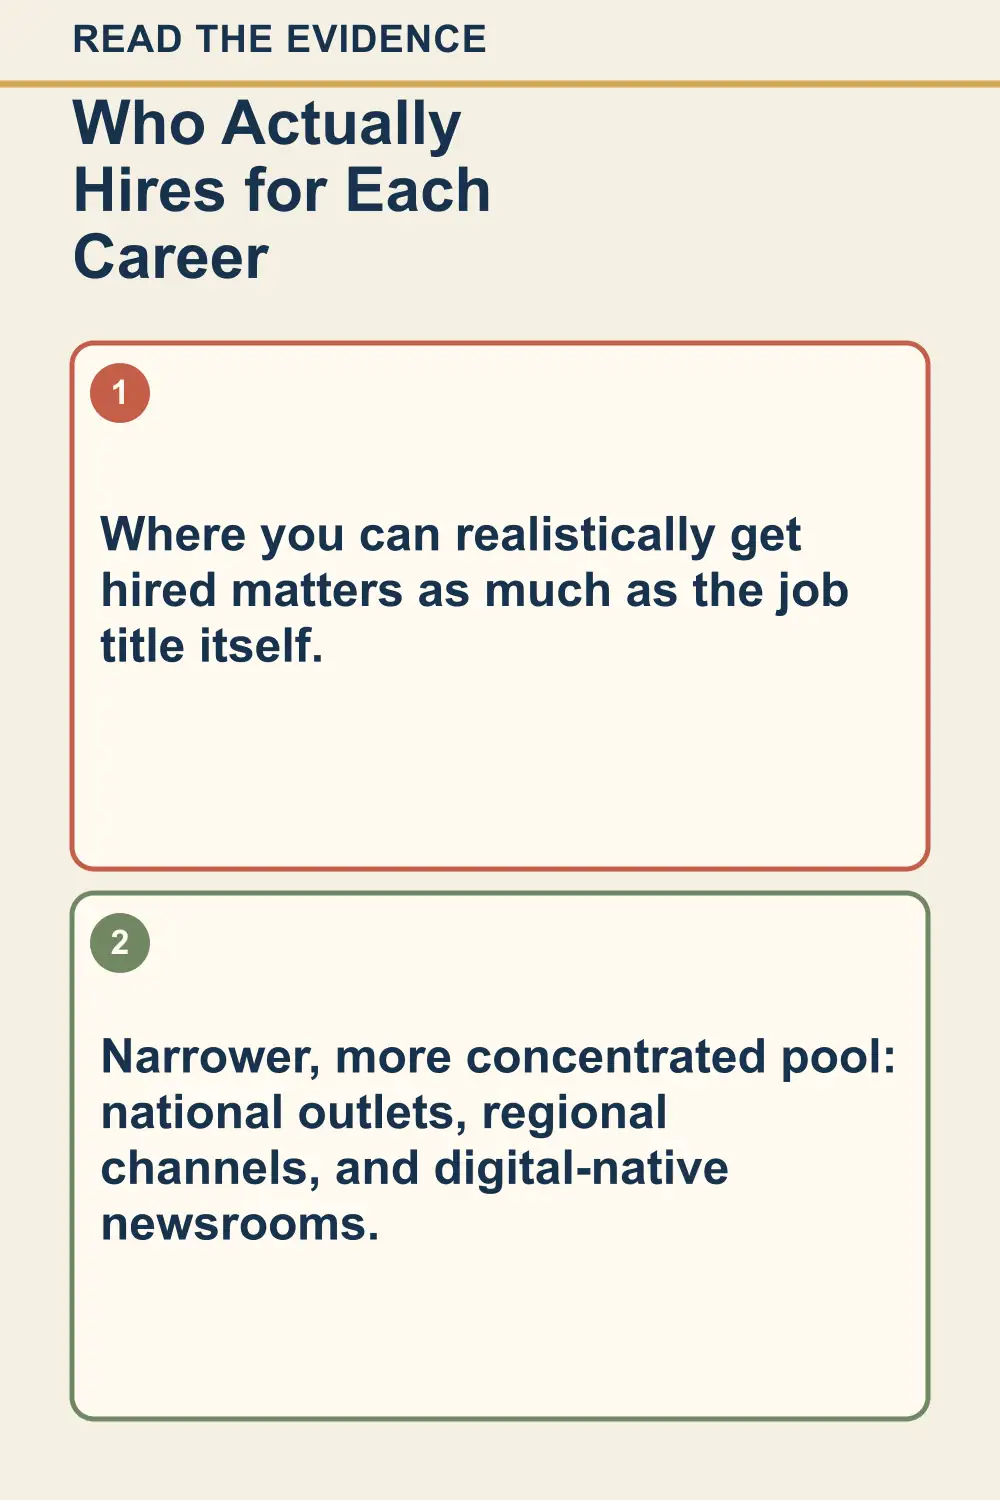 READ THE EVIDENCE
Who Actually
Hires for Each
Career
1
Where you can realistically get
hired matters as much as the job
title itself.
2
Narrower, more concentrated pool:
national outlets, regional
channels, and digital-native
newsrooms.